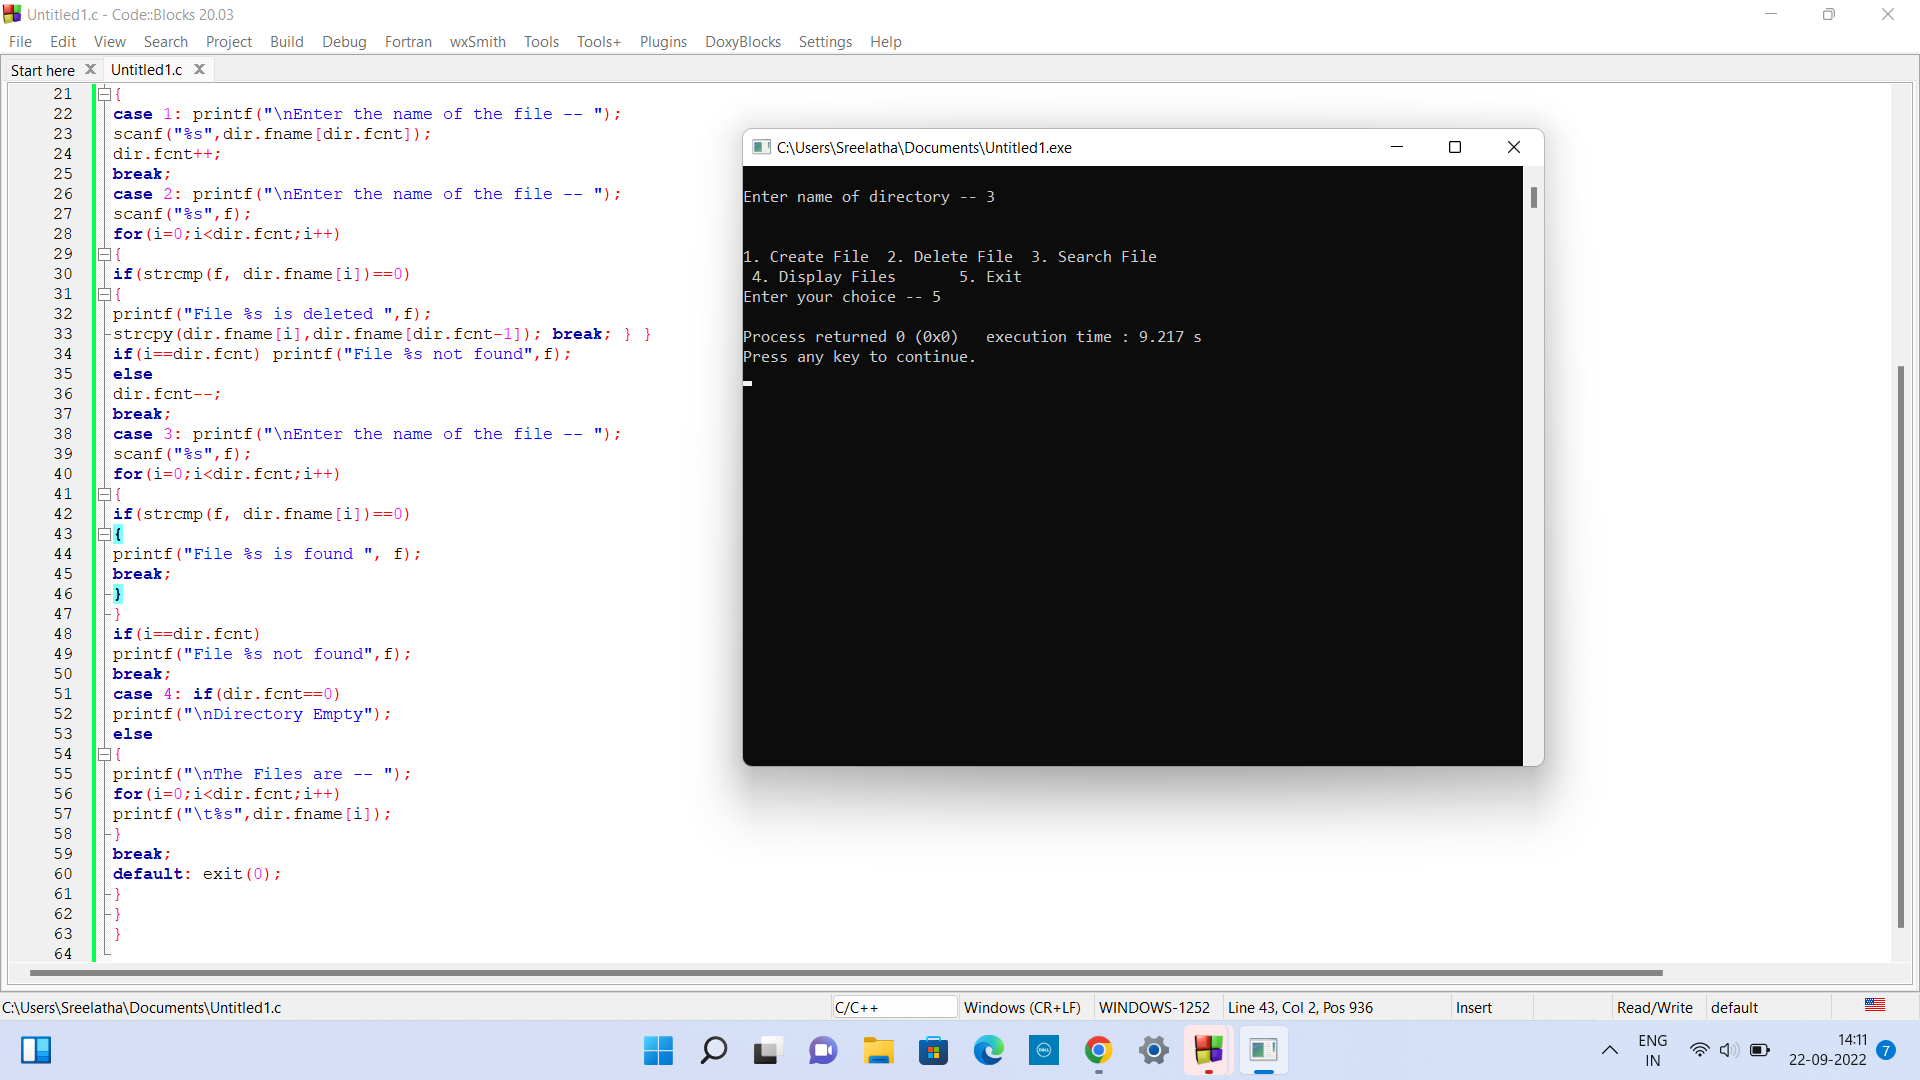 Untitled1.c - Code::Blocks 20.03
File Edit View Search Project Build Debug Fortran wxSmith Tools Tools+ Plugins DoxyBlocks Settings Help
Start here Untitled1.c
21 {
22 case 1: printf("\nEnter the name of the file -- ");
23 scanf("%s",dir.fname[dir.fcnt]);
24 dir.fcnt++;
25 break;
26 case 2: printf("\nEnter the name of the file -- ");
27 scanf("%s",f);
28 for(i=0;i<dir.fcnt;i++)
29 {
30 if(strcmp(f, dir.fname[i])==0)
31 {
32 printf("File %s is deleted ",f);
33 strcpy(dir.fname[i],dir.fname[dir.fcnt-1]); break; } }
34 if(i==dir.fcnt) printf("File %s not found",f);
35 else
36 dir.fcnt--;
37 break;
38 case 3: printf("\nEnter the name of the file -- ");
39 scanf("%s",f);
40 for(i=0;i<dir.fcnt;i++)
41 {
42 if(strcmp(f, dir.fname[i])==0)
43 {
44 printf("File %s is found ", f);
45 break;
46 }
47 }
48 if(i==dir.fcnt)
49 printf("File %s not found",f);
50 break;
51 case 4: if(dir.fcnt==0)
52 printf("\nDirectory Empty");
53 else
54 {
55 printf("\nThe Files are -- ");
56 for(i=0;i<dir.fcnt;i++)
57 printf("\t%s",dir.fname[i]);
58 }
59 break;
60 default: exit(0);
61 }
62 }
63 }
64
C:\Users\Sreelatha\Documents\Untitled1.exe
Enter name of directory -- 3
1. Create File 2. Delete File 3. Search File
4. Display Files 5. Exit
Enter your choice -- 5
Process returned 0 (0x0) execution time : 9.217 s
Press any key to continue.
C:\Users\Sreelatha\Documents\Untitled1.c C/C++ Windows (CR+LF) WINDOWS-1252 Line 43, Col 2, Pos 936 Insert Read/Write default
DELL
ENG
IN
14:11
22-09-2022
7